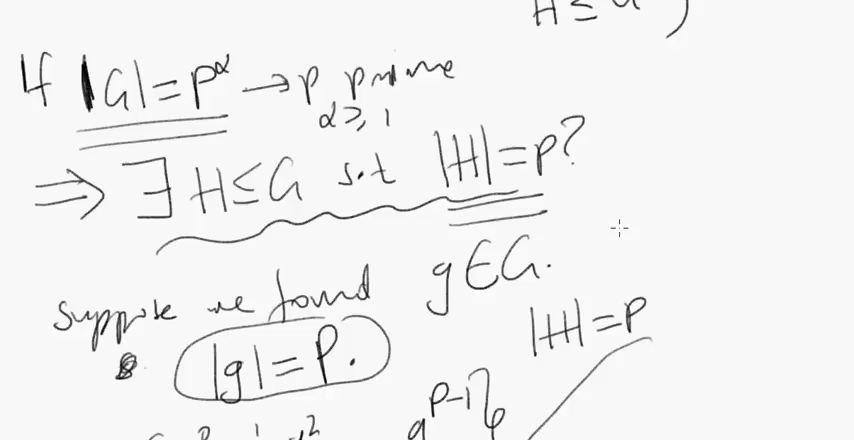 H ≤ G )
If |G| = p^α → p prime
α ≥ 1
⇒ ∃ H ≤ G s.t |H| = p?
suppose we found g ∈ G.
|g| = p. |H| = p
g^{p-1}}